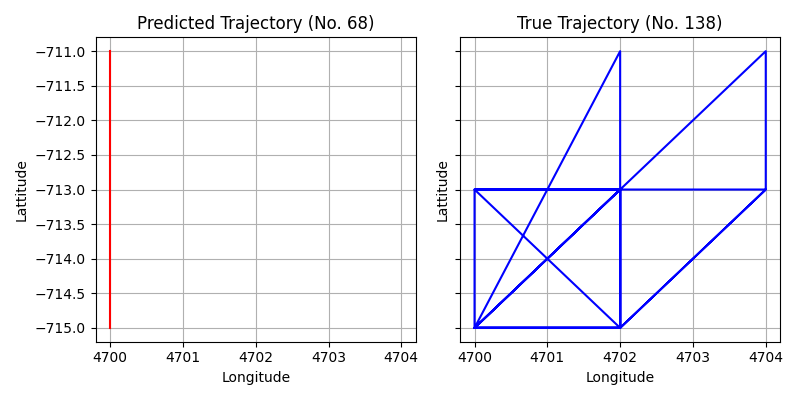 Predicted Trajectory (No. 68)
True Trajectory (No. 138)
−711.0
−711.5
−712.0
−712.5
−713.0
−713.5
−714.0
−714.5
−715.0
Lattitude
Lattitude
4700 4701 4702 4703 4704
4700 4701 4702 4703 4704
Longitude
Longitude